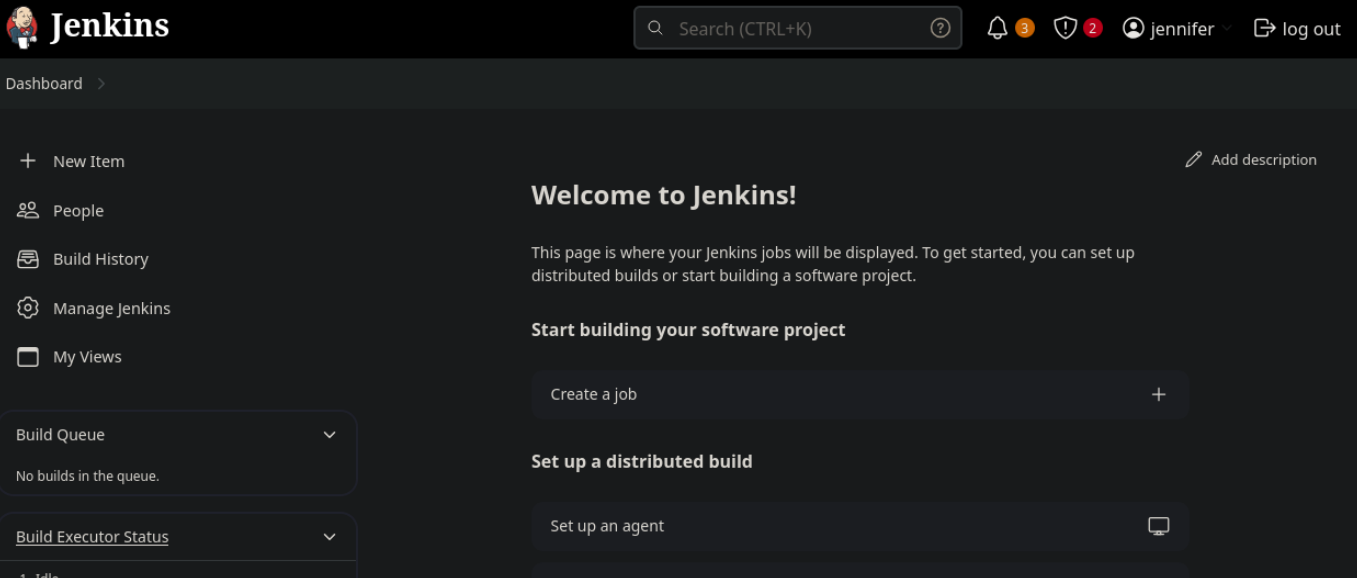 Jenkins
Search (CTRL+K)
3
2
jennifer
log out
Dashboard
New Item
People
Build History
Manage Jenkins
My Views
Build Queue
No builds in the queue.
Build Executor Status
1 Idle
Add description
Welcome to Jenkins!
This page is where your Jenkins jobs will be displayed. To get started, you can set up
distributed builds or start building a software project.
Start building your software project
Create a job
Set up a distributed build
Set up an agent